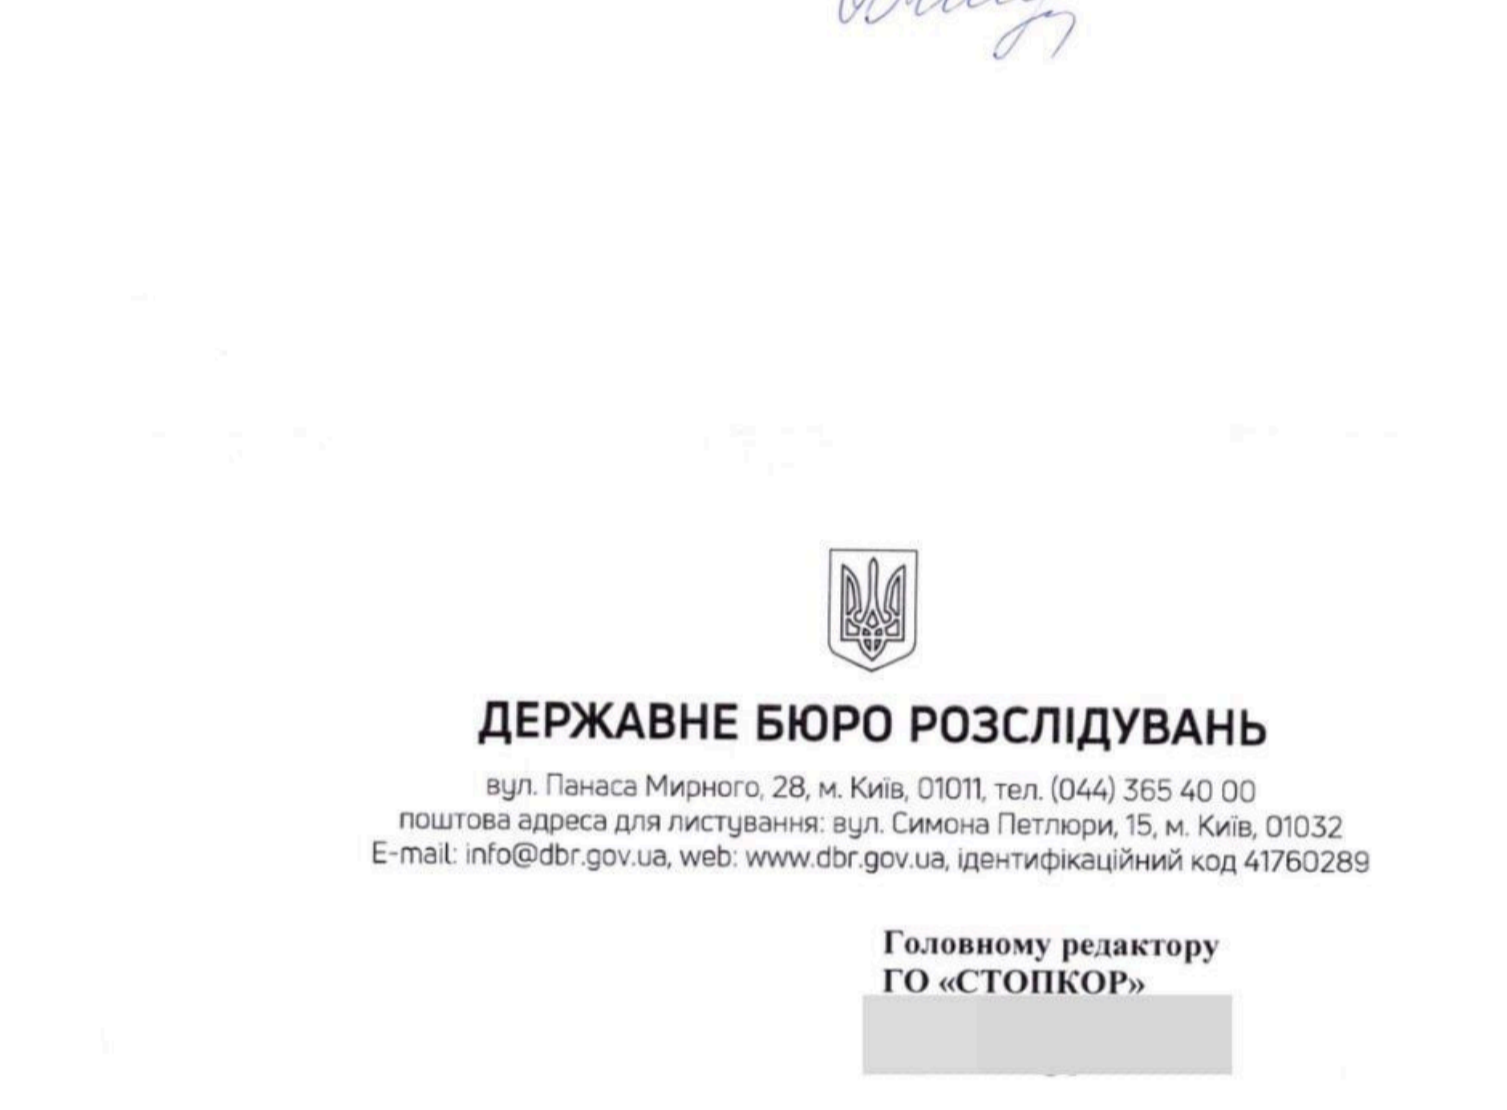 ДЕРЖАВНЕ БЮРО РОЗСЛІДУВАНЬ
вул. Панаса Мирного, 28, м. Київ, 01011, тел. (044) 365 40 00
поштова адреса для листування: вул. Симона Петлюри, 15, м. Київ, 01032
E-mail: info@dbr.gov.ua, web: www.dbr.gov.ua, ідентифікаційний код 41760289
Головному редактору
ГО «СТОПКОР»